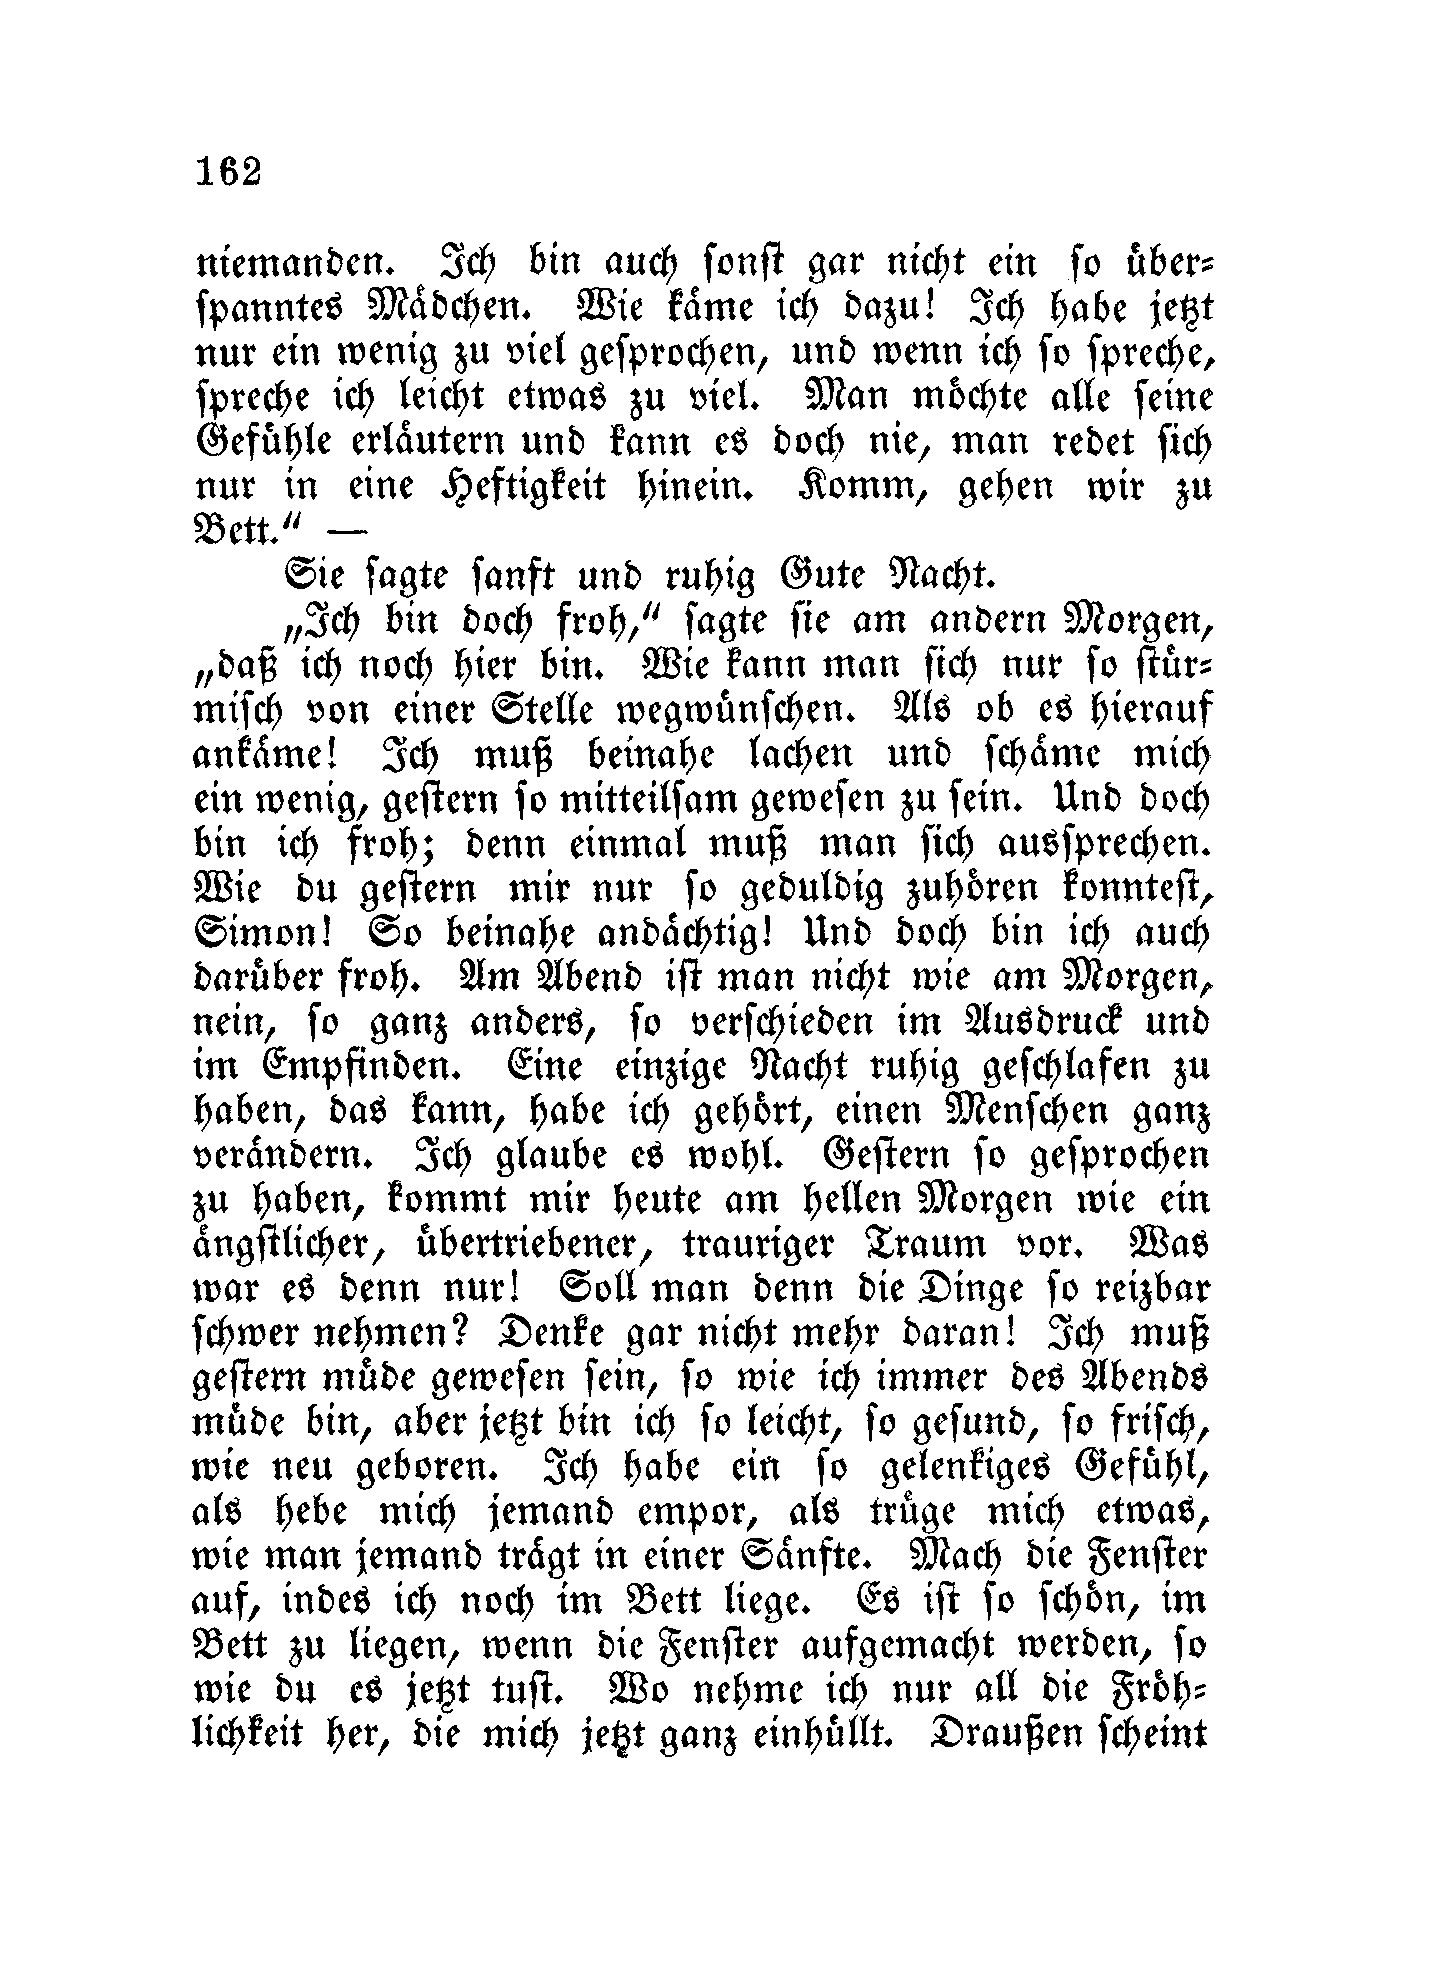 162
niemanden. Ich bin auch sonst gar nicht ein so über-
spanntes Mädchen. Wie käme ich dazu! Ich habe jetzt
nur ein wenig zu viel gesprochen, und wenn ich so spreche,
spreche ich leicht etwas zu viel. Man möchte alle seine
Gefühle erläutern und kann es doch nie, man redet sich
nur in eine Heftigkeit hinein. Komm, gehen wir zu
Bett.“ —
Sie sagte sanft und ruhig Gute Nacht.
„Ich bin doch froh,“ sagte sie am andern Morgen,
„daß ich noch hier bin. Wie kann man sich nur so stür-
misch von einer Stelle wegwünschen. Als ob es hierauf
ankäme! Ich muß beinahe lachen und schäme mich
ein wenig, gestern so mitteilsam gewesen zu sein. Und doch
bin ich froh; denn einmal muß man sich aussprechen.
Wie du gestern mir nur so geduldig zuhören konntest,
Simon! So beinahe andächtig! Und doch bin ich auch
darüber froh. Am Abend ist man nicht wie am Morgen,
nein, so ganz anders, so verschieden im Ausdruck und
im Empfinden. Eine einzige Nacht ruhig geschlafen zu
haben, das kann, habe ich gehört, einen Menschen ganz
verändern. Ich glaube es wohl. Gestern so gesprochen
zu haben, kommt mir heute am hellen Morgen wie ein
ängstlicher, übertriebener, trauriger Traum vor. Was
war es denn nur! Soll man denn die Dinge so reizbar
schwer nehmen? Denke gar nicht mehr daran! Ich muß
gestern müde gewesen sein, so wie ich immer des Abends
müde bin, aber jetzt bin ich so leicht, so gesund, so frisch,
wie neu geboren. Ich habe ein so gelenkiges Gefühl,
als hebe mich jemand empor, als trüge mich etwas,
wie man jemand trägt in einer Sänfte. Mach die Fenster
auf, indes ich noch im Bett liege. Es ist so schön, im
Bett zu liegen, wenn die Fenster aufgemacht werden, so
wie du es jetzt tust. Wo nehme ich nur all die Fröh-
lichkeit her, die mich jetzt ganz einhüllt. Draußen scheint